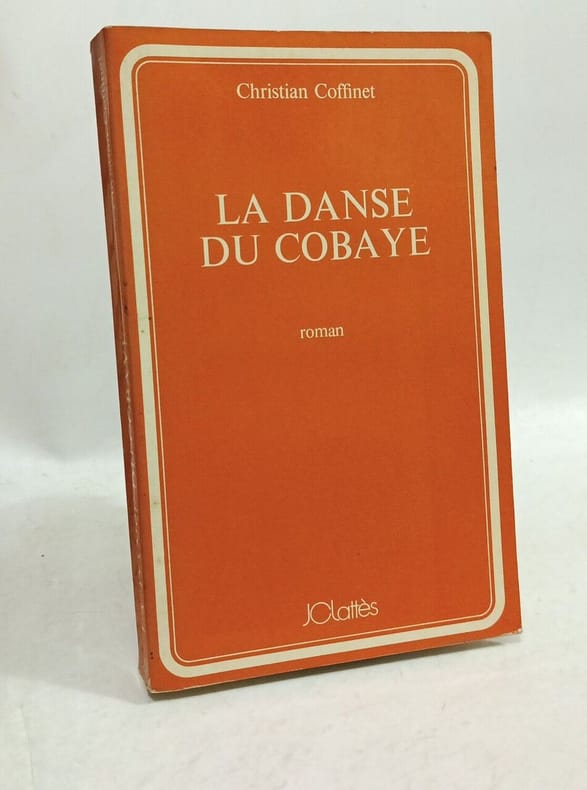 Christian Coffinet
LA DANSE
DU COBAYE
roman
JCLattès